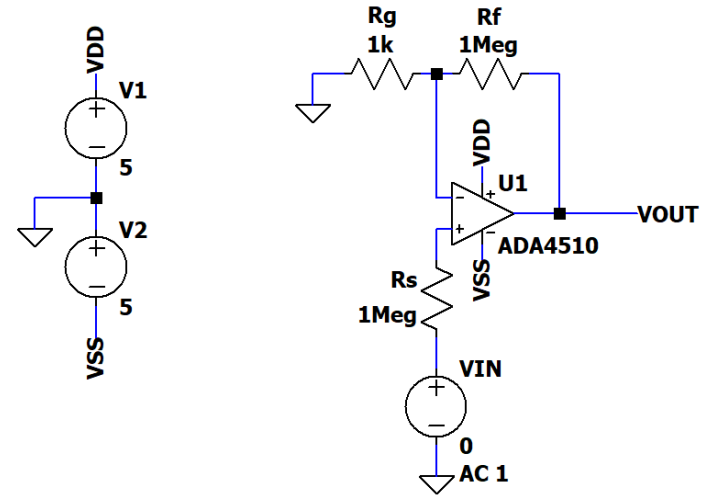 VDD
V1
5
V2
5
VSS
Rg
1k
Rf
1Meg
VDD
U1
ADA4510
VSS
VOUT
Rs
1Meg
VIN
0
AC 1